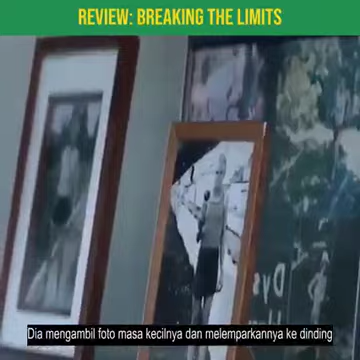 REVIEW: BREAKING THE LIMITS
Dia mengambil foto masa kecilnya dan melemparkannya ke dinding